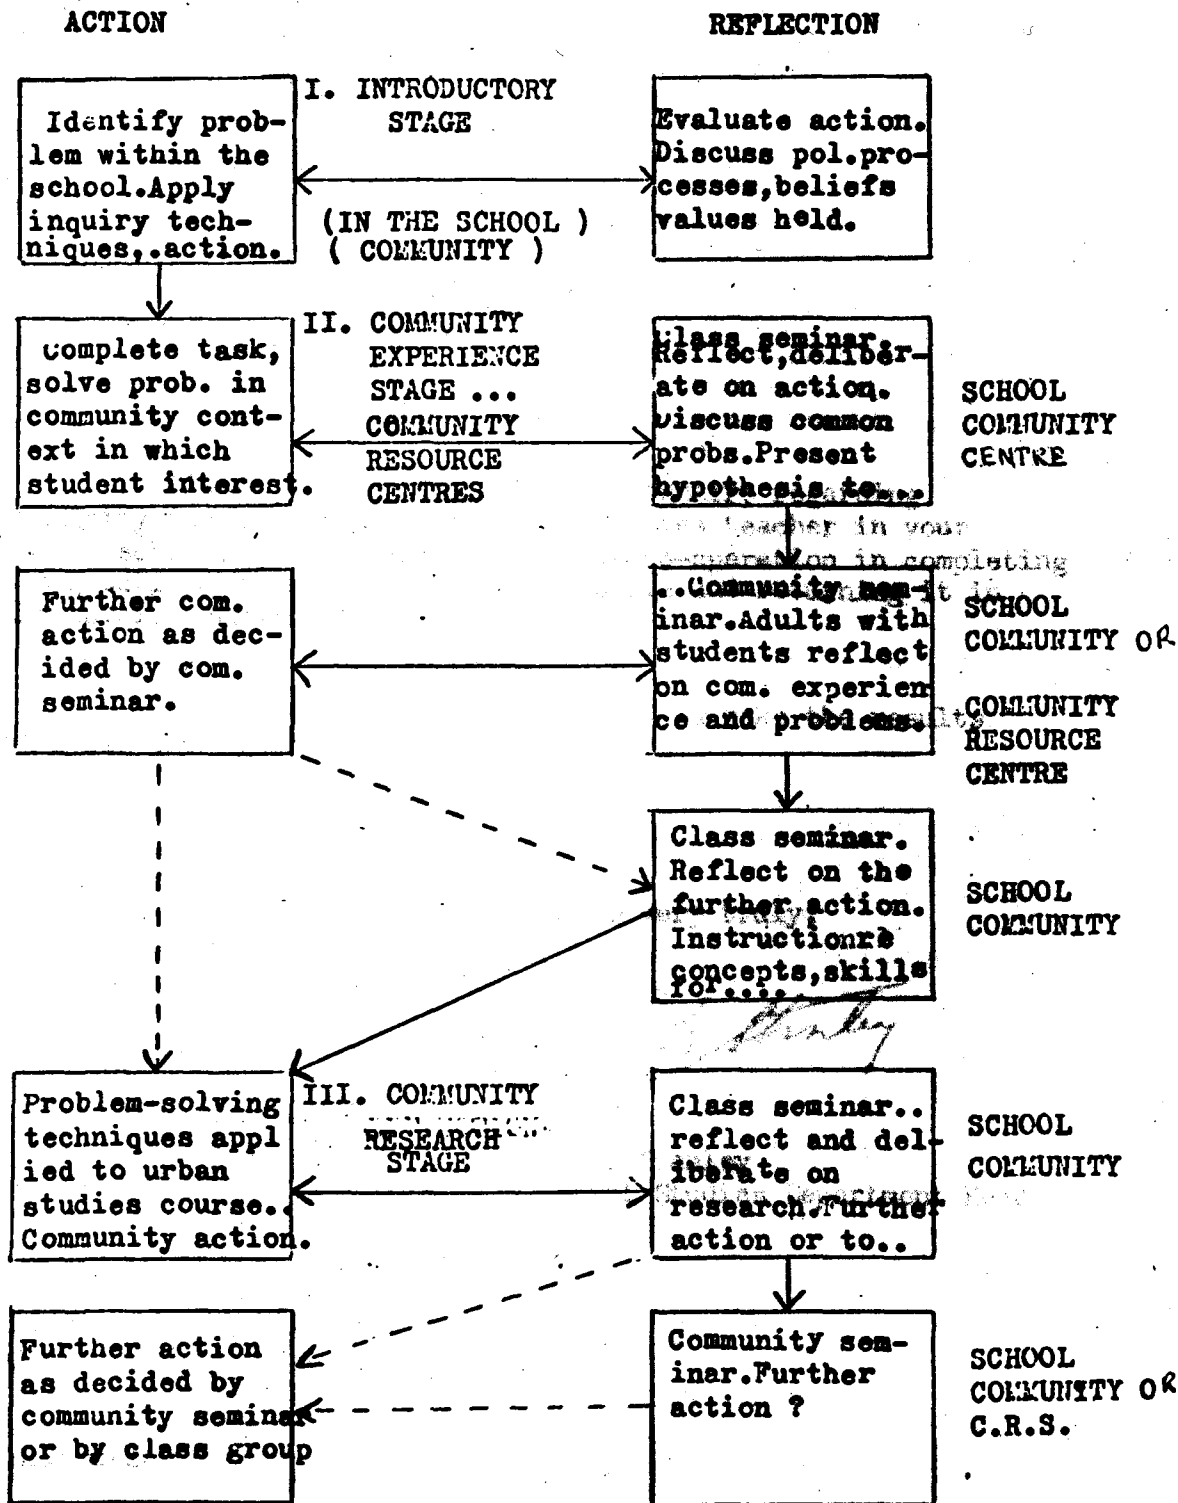 ACTION
REFLECTION
I. INTRODUCTORY
STAGE
Identify prob-
lem within the
school.Apply
inquiry tech-
niques,.action.
(IN THE SCHOOL )
( COMMUNITY )
Evaluate action.
Discuss pol.pro-
cesses,beliefs
values held.
Complete task,
solve prob. in
community cont-
ext in which
student interest.
II. COMMUNITY
EXPERIENCE
STAGE ...
COMMUNITY
RESOURCE
CENTRES
Class seminar.
Reflect,deliber-
ate on action.
Discuss common
probs.Present
hypothesis to...
SCHOOL
COMMUNITY
CENTRE
teacher in your
in completing
it
Further com.
action as dec-
ided by com.
seminar.
..Community sem-
inar.Adults with
students reflect
on com. experien
ce and problems.
SCHOOL
COMMUNITY OR
COMMUNITY
RESOURCE
CENTRE
Class seminar.
Reflect on the
further action.
Instructionre
concepts,skills
for....
SCHOOL
COMMUNITY
Problem-solving
techniques appl
ied to urban
studies course..
Community action.
III. COMMUNITY
RESEARCH
STAGE
Class seminar..
reflect and del-
iberate on
research.Further
action or to..
SCHOOL
COMMUNITY
Further action
as decided by
community seminar
or by class group
Community sem-
inar.Further
action ?
SCHOOL
COMMUNITY OR
C.R.S.